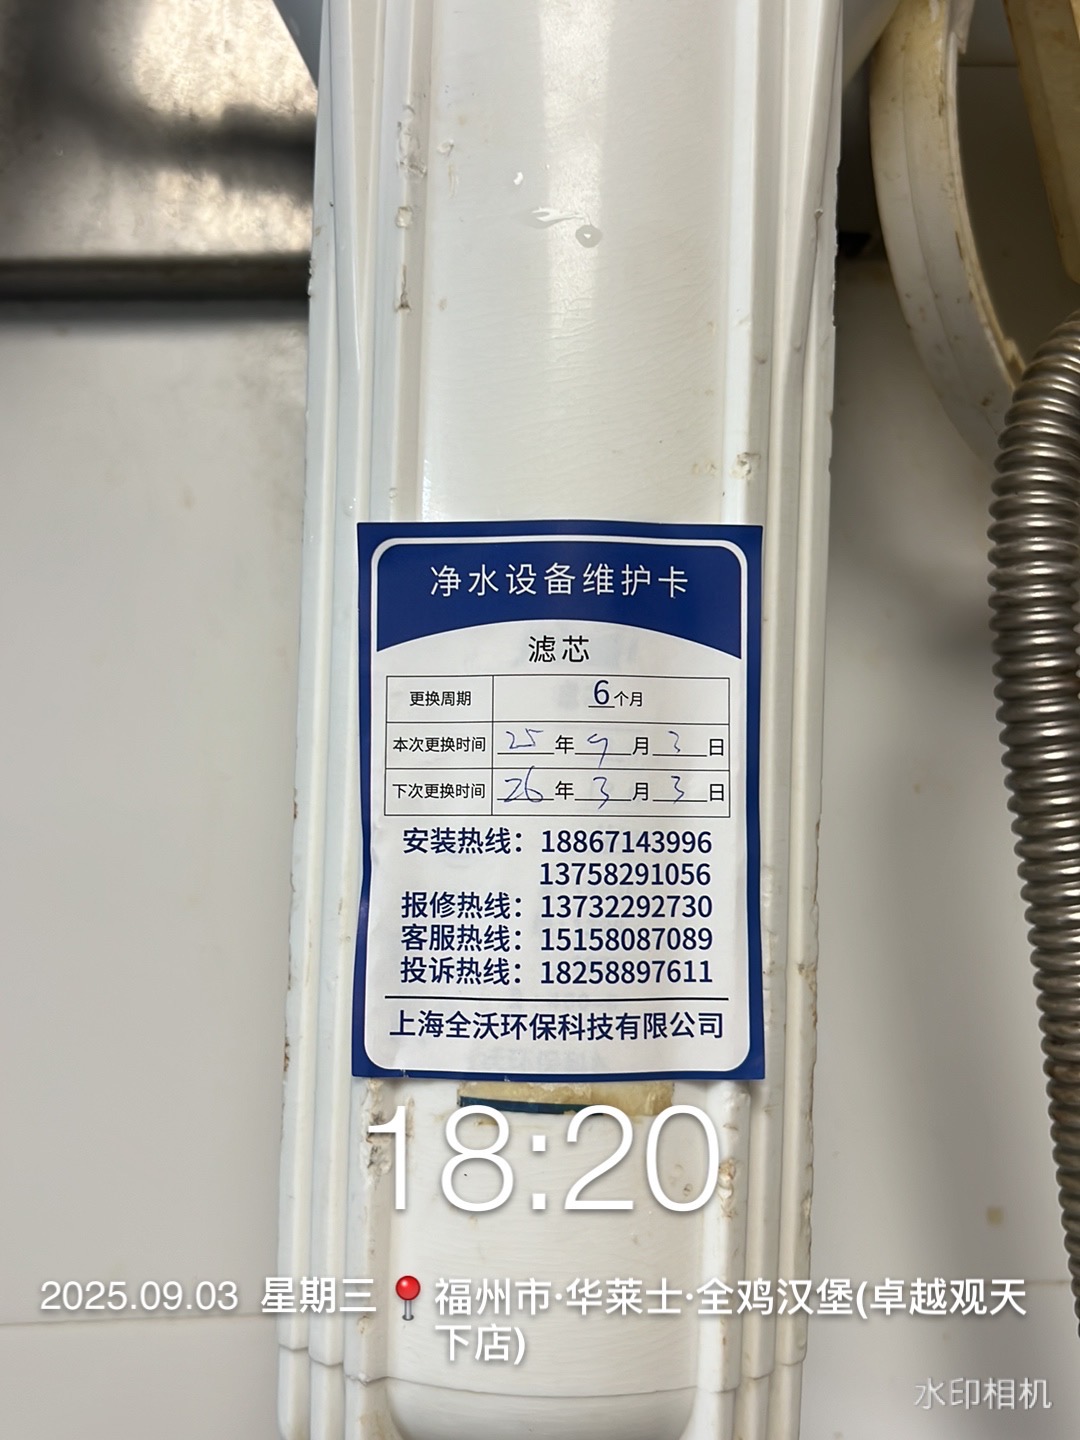 净水设备维护卡
滤芯
更换周期 6个月
本次更换时间 25年9月3日
下次更换时间 26年3月3日
安装热线：18867143996
13758291056
报修热线：13732292730
客服热线：15158087089
投诉热线：18258897611
上海全沃环保科技有限公司
18:20
2025.09.03 星期三 福州市·华莱士·全鸡汉堡(卓越观天
下店)
水印相机